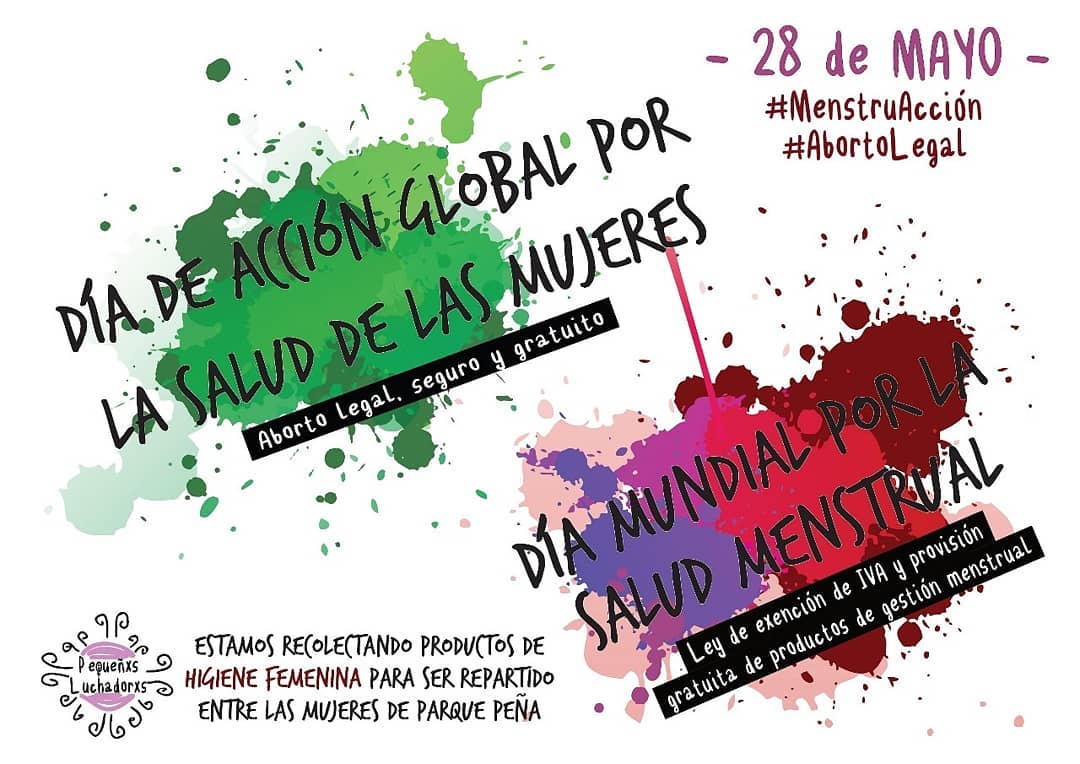 - 28 de MAYO -
#MenstruAcción
#AbortoLegal
DÍA DE ACCIÓN GLOBAL POR
LA SALUD DE LAS MUJERES
Aborto legal, seguro y gratuito
DÍA MUNDIAL POR LA
SALUD MENSTRUAL
Ley de exención de IVA y provisión
gratuita de productos de gestión menstrual
Pequeñxs
Luchadorxs
ESTAMOS RECOLECTANDO PRODUCTOS DE
HIGIENE FEMENINA PARA SER REPARTIDO
ENTRE LAS MUJERES DE PARQUE PEÑA